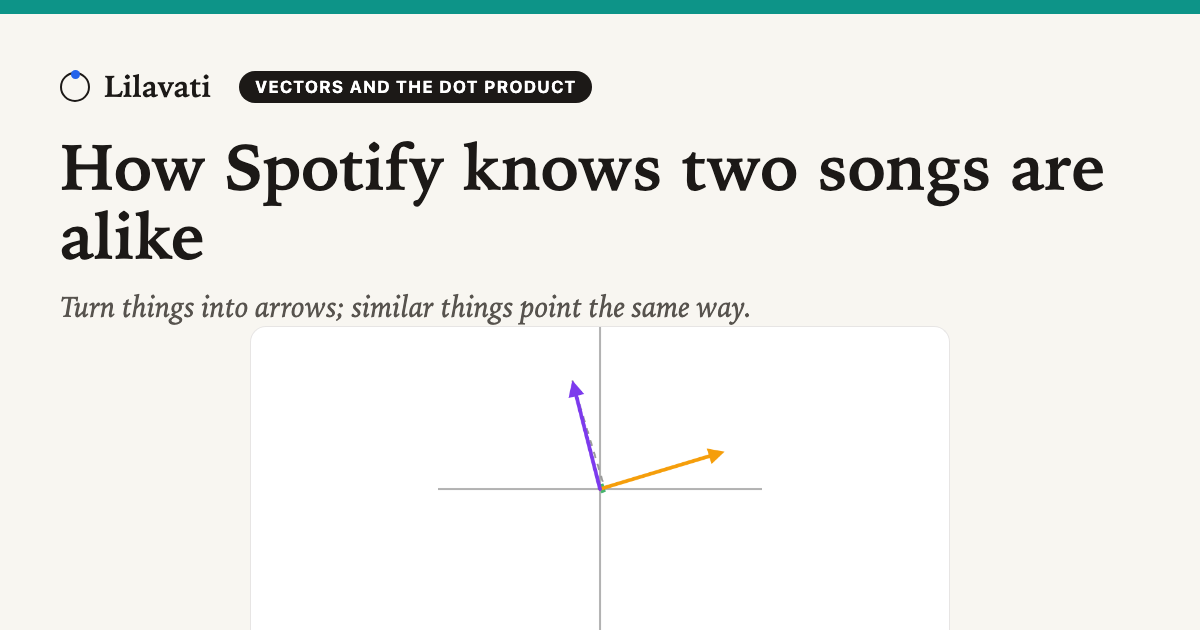 Lilavati
VECTORS AND THE DOT PRODUCT
How Spotify knows two songs are
alike
Turn things into arrows; similar things point the same way.